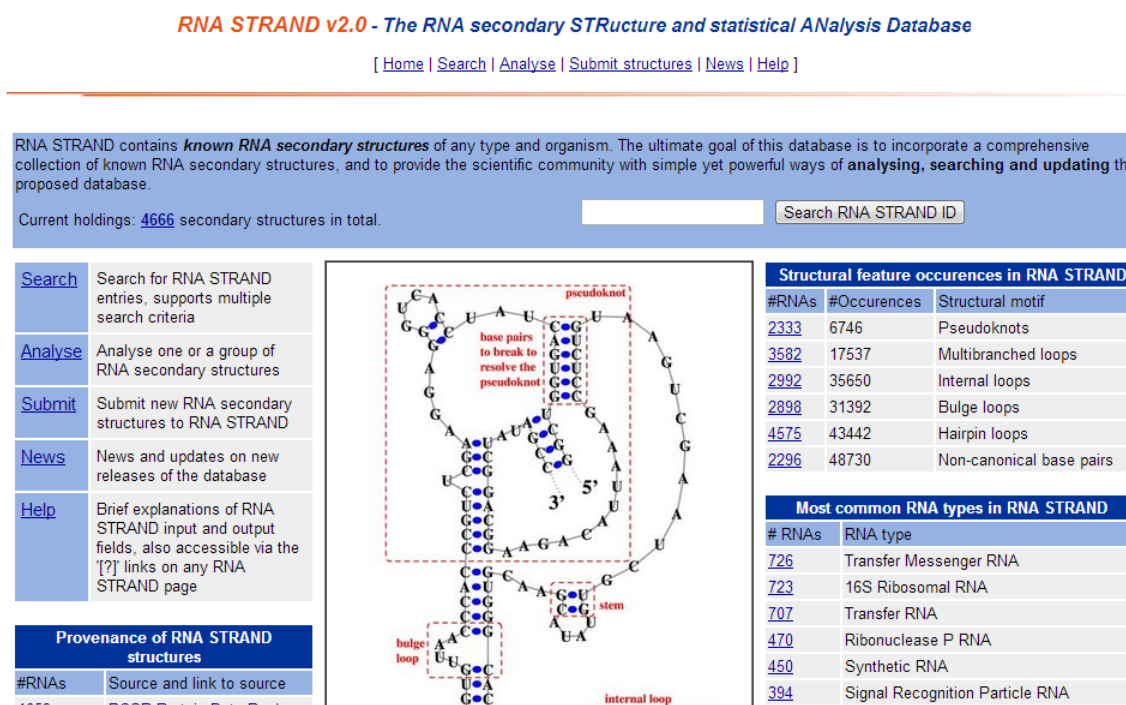 RNA STRAND v2.0 - The RNA secondary STRucture and statistical ANalysis Database
[ Home | Search | Analyse | Submit structures | News | Help ]
RNA STRAND contains known RNA secondary structures of any type and organism. The ultimate goal of this database is to incorporate a comprehensive
collection of known RNA secondary structures, and to provide the scientific community with simple yet powerful ways of analysing, searching and updating th
proposed database.
Current holdings: 4666 secondary structures in total.
Search RNA STRAND ID
Search
Search for RNA STRAND
entries, supports multiple
search criteria
Analyse
Analyse one or a group of
RNA secondary structures
Submit
Submit new RNA secondary
structures to RNA STRAND
News
News and updates on new
releases of the database
Help
Brief explanations of RNA
STRAND input and output
fields, also accessible via the
'[?]' links on any RNA
STRAND page
Provenance of RNA STRAND
structures
#RNAs Source and link to source
pseudoknot
base pairs
to break to
resolve the
pseudoknot
5'
3'
stem
bulge
loop
internal loop
Structural feature occurences in RNA STRAND
#RNAs #Occurences Structural motif
2333 6746 Pseudoknots
3582 17537 Multibranched loops
2992 35650 Internal loops
2898 31392 Bulge loops
4575 43442 Hairpin loops
2296 48730 Non-canonical base pairs
Most common RNA types in RNA STRAND
# RNAs RNA type
726 Transfer Messenger RNA
723 16S Ribosomal RNA
707 Transfer RNA
470 Ribonuclease P RNA
450 Synthetic RNA
394 Signal Recognition Particle RNA